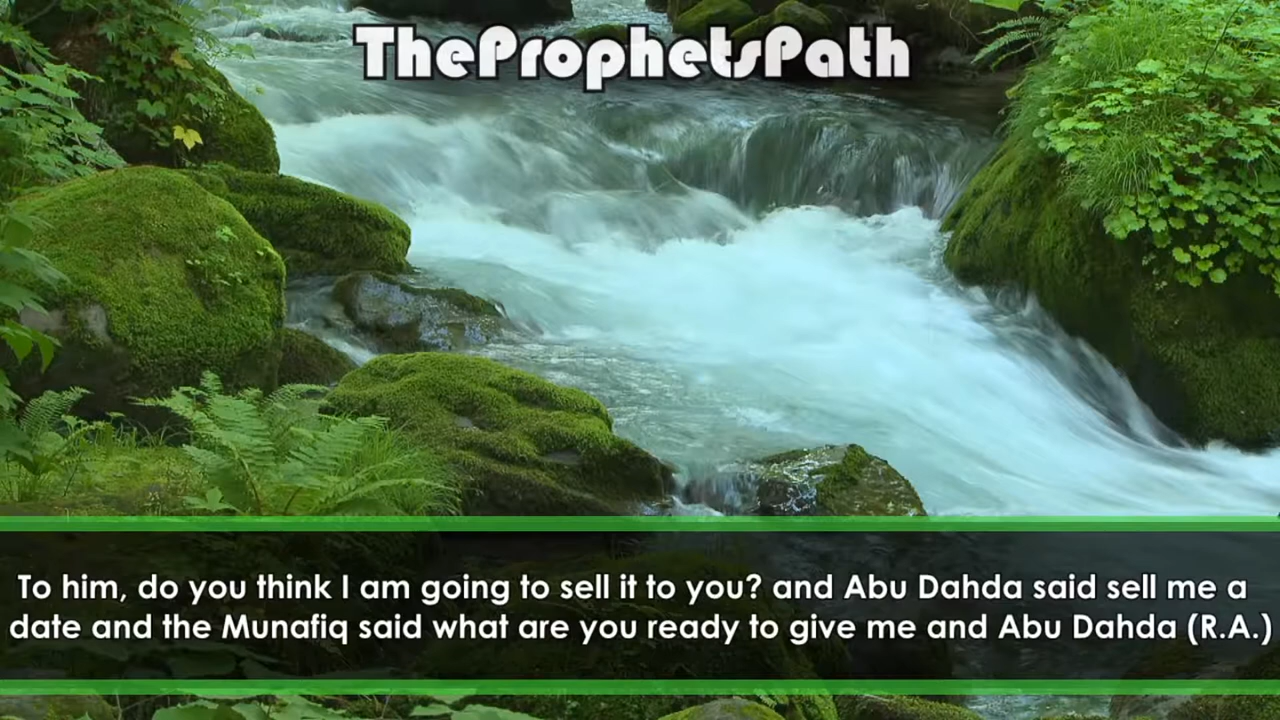 TheProphetsPath
To him, do you think I am going to sell it to you? and Abu Dahda said sell me a
date and the Munafiq said what are you ready to give me and Abu Dahda (R.A.)